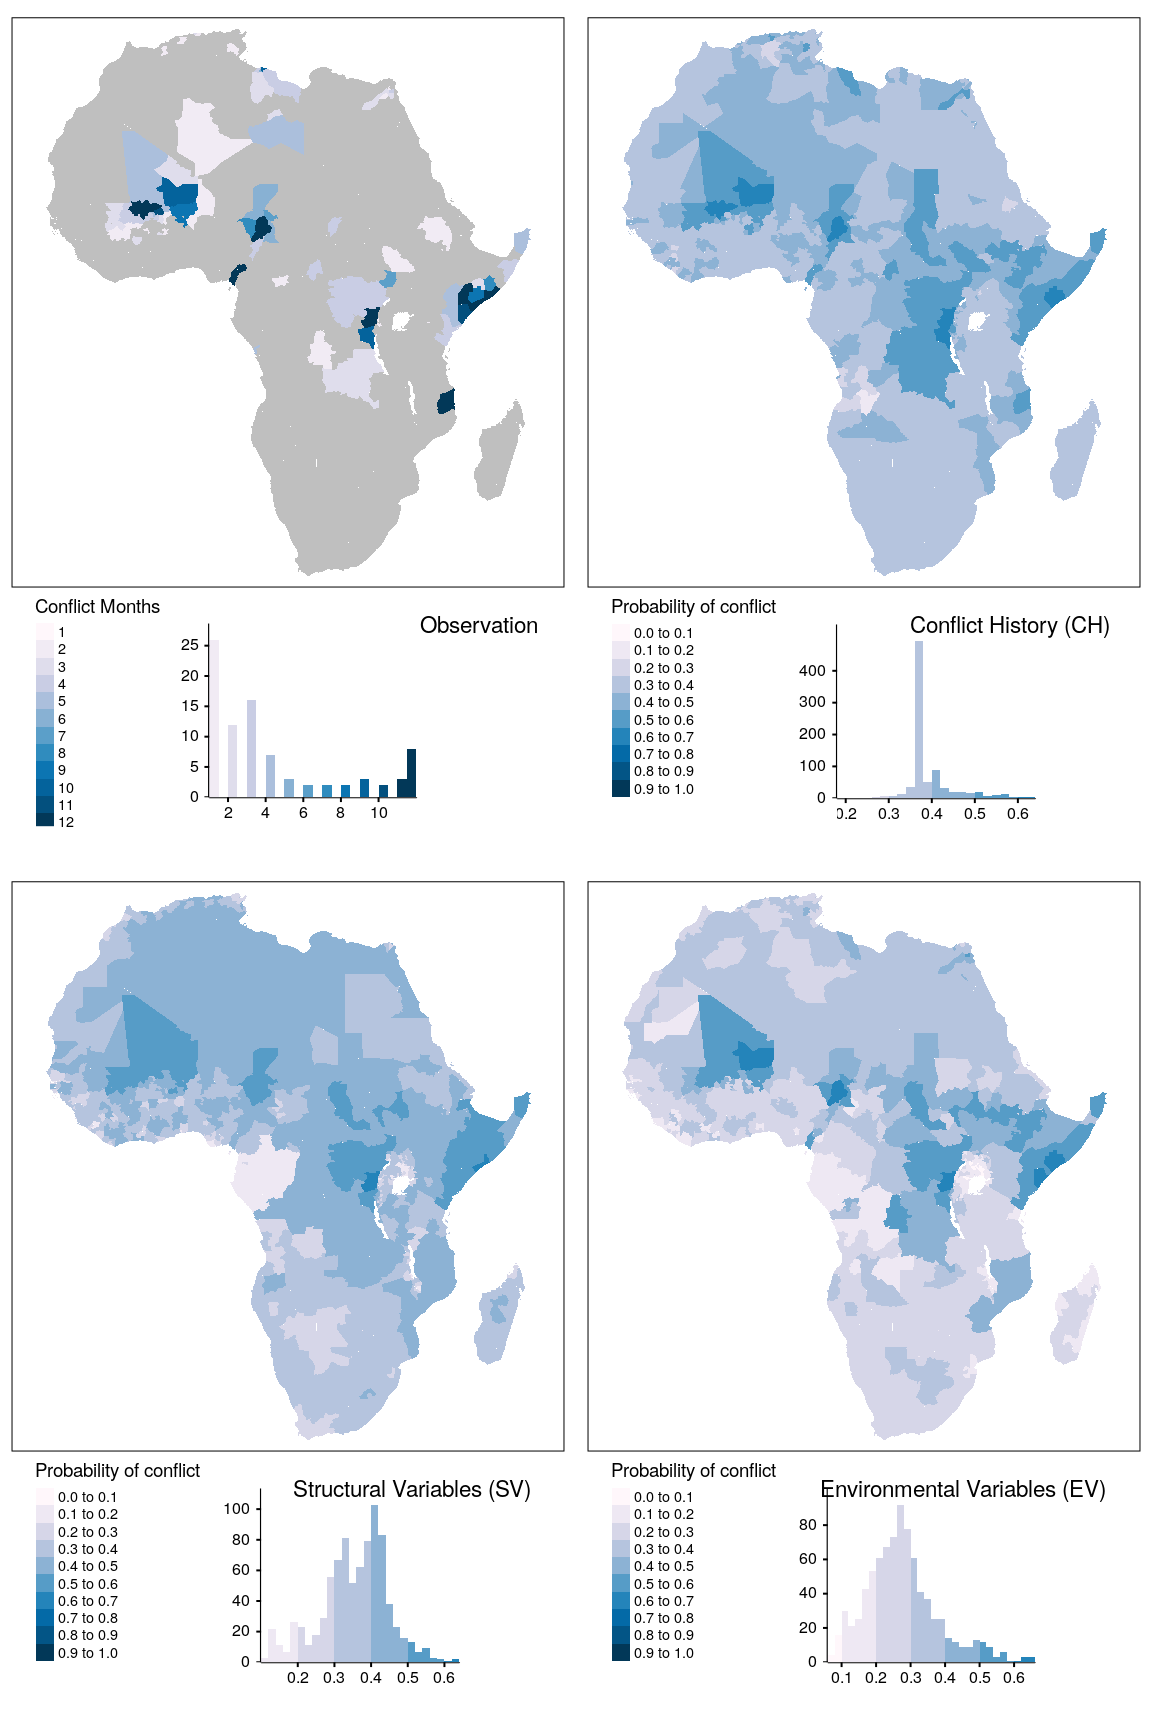 Conflict Months
1
2
3
4
5
6
7
8
9
10
11
12
Observation
25
20
15
10
5
0
2 4 6 8 10
Probability of conflict
0.0 to 0.1
0.1 to 0.2
0.2 to 0.3
0.3 to 0.4
0.4 to 0.5
0.5 to 0.6
0.6 to 0.7
0.7 to 0.8
0.8 to 0.9
0.9 to 1.0
Conflict History (CH)
400
300
200
100
0
0.2 0.3 0.4 0.5 0.6
Probability of conflict
0.0 to 0.1
0.1 to 0.2
0.2 to 0.3
0.3 to 0.4
0.4 to 0.5
0.5 to 0.6
0.6 to 0.7
0.7 to 0.8
0.8 to 0.9
0.9 to 1.0
Structural Variables (SV)
100
80
60
40
20
0
0.2 0.3 0.4 0.5 0.6
Probability of conflict
0.0 to 0.1
0.1 to 0.2
0.2 to 0.3
0.3 to 0.4
0.4 to 0.5
0.5 to 0.6
0.6 to 0.7
0.7 to 0.8
0.8 to 0.9
0.9 to 1.0
Environmental Variables (EV)
80
60
40
20
0
0.1 0.2 0.3 0.4 0.5 0.6